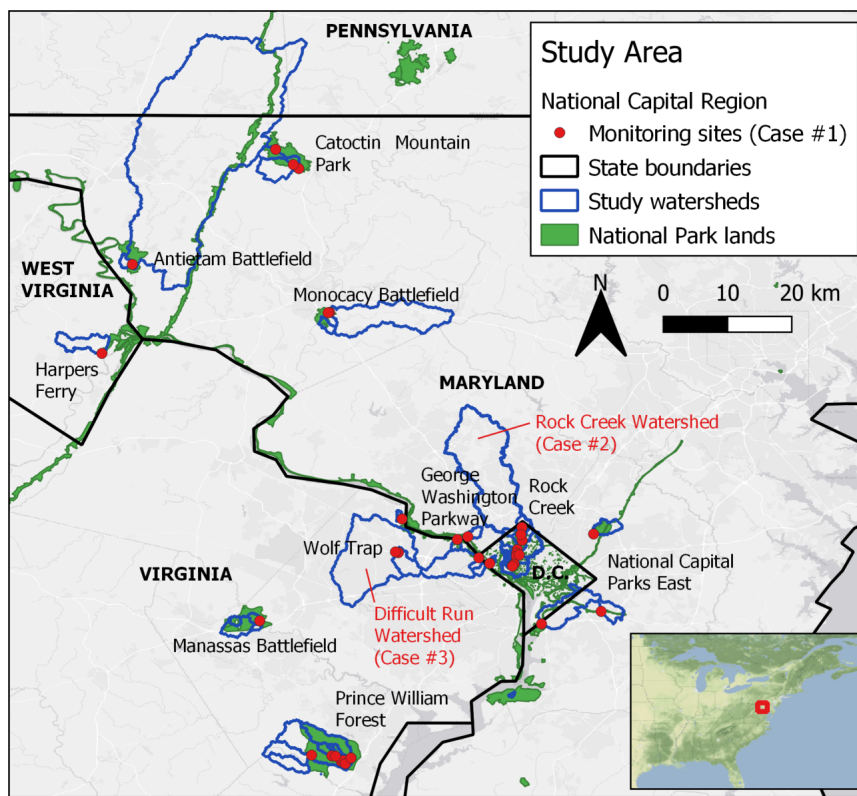 PENNSYLVANIA
Study Area
National Capital Region
Monitoring sites (Case #1)
State boundaries
Study watersheds
National Park lands
Catoctin Mountain
Park
Antietam Battlefield
WEST
VIRGINIA
Monocacy Battlefield
N
0 10 20 km
Harpers
Ferry
MARYLAND
Rock Creek Watershed
(Case #2)
George
Washington
Parkway
Rock
Creek
Wolf Trap
VIRGINIA
D.C.
National Capital
Parks East
Difficult Run
Watershed
(Case #3)
Manassas Battlefield
Prince William
Forest